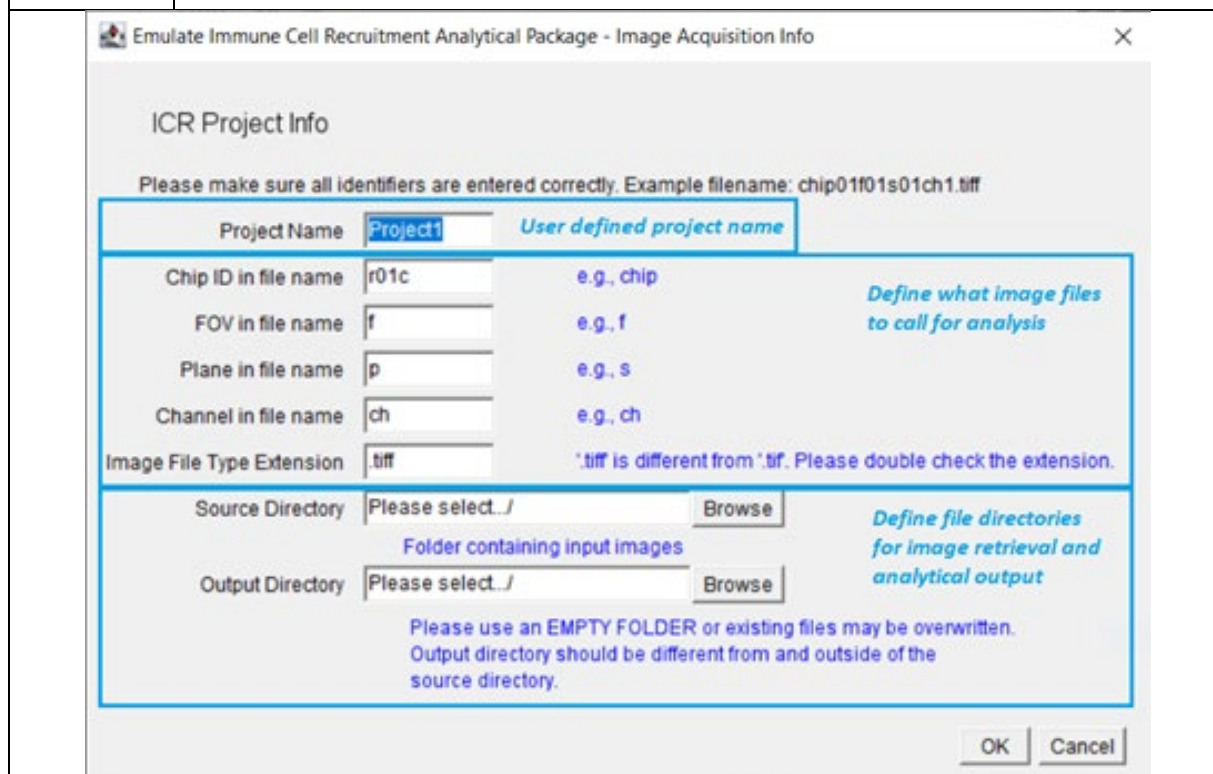 Emulate Immune Cell Recruitment Analytical Package - Image Acquisition Info
ICR Project Info
Please make sure all identifiers are entered correctly. Example filename: chip01f01s01ch1.tiff
Project Name Project1 User defined project name
Chip ID in file name r01c e.g., chip
Define what image files
to call for analysis
FOV in file name f e.g., f
Plane in file name p e.g., s
Channel in file name ch e.g., ch
Image File Type Extension .tiff '.tiff' is different from '.tif'. Please double check the extension.
Source Directory Please select../ Browse
Folder containing input images
Define file directories
for image retrieval and
analytical output
Output Directory Please select../ Browse
Please use an EMPTY FOLDER or existing files may be overwritten.
Output directory should be different from and outside of the
source directory.
OK Cancel